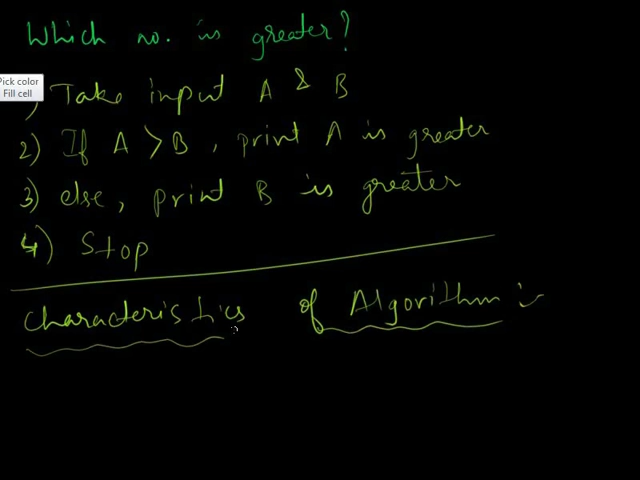 Which no. is greater?
Pick color
Fill cell
1) Take input A & B
2) If A > B, print A is greater
3) else, print B is greater
4) Stop
Characteristics of Algorithm :-